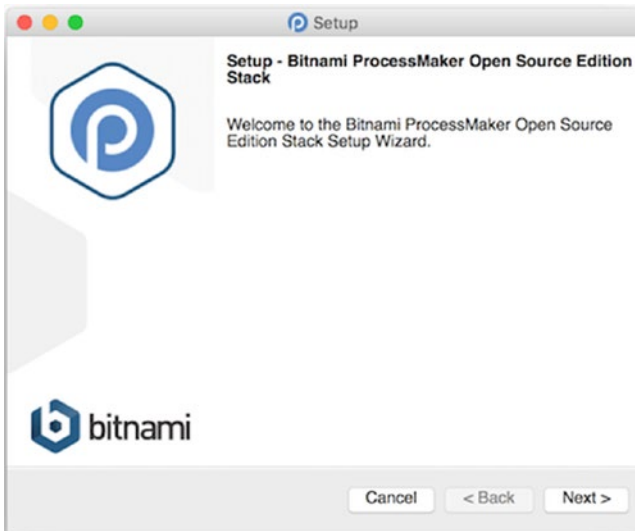 Setup
Setup - Bitnami ProcessMaker Open Source Edition
Stack
Welcome to the Bitnami ProcessMaker Open Source
Edition Stack Setup Wizard.
bitnami
Cancel
< Back
Next >